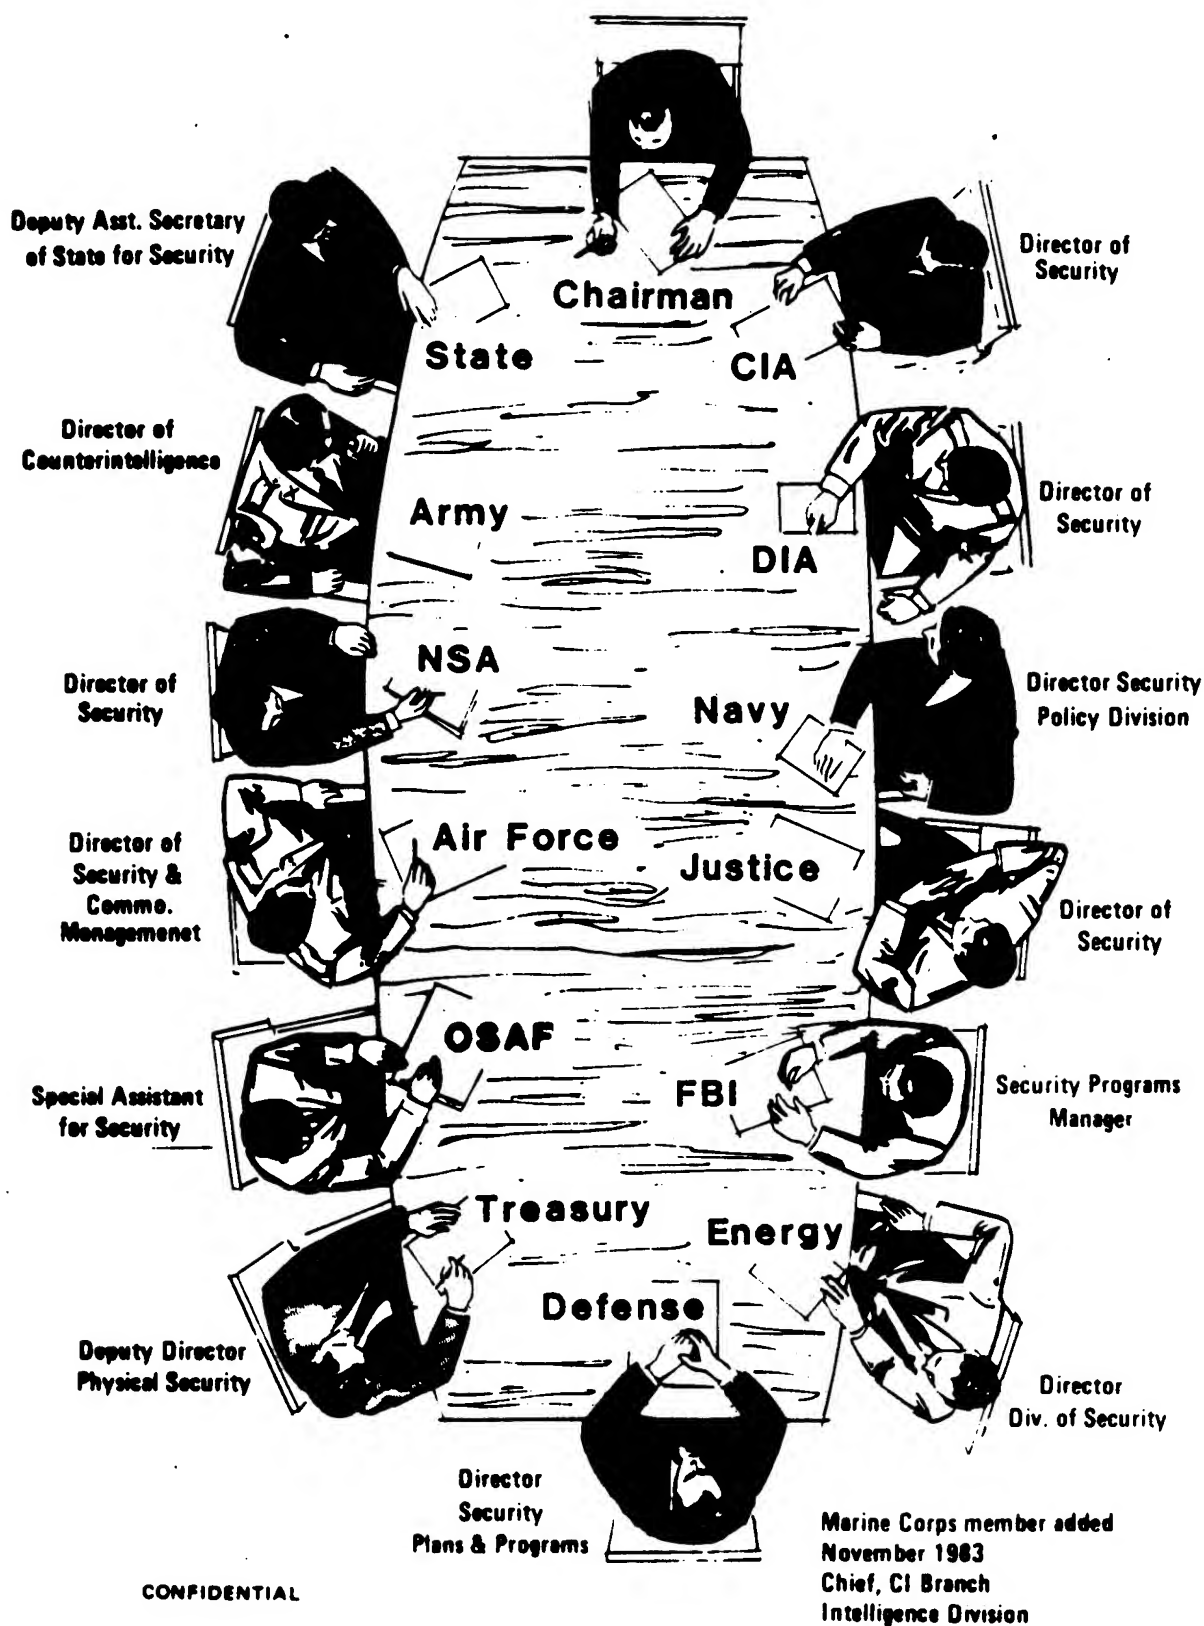 Chairman
Deputy Asst. Secretary
of State for Security
State
Director of
Security
CIA
Director of
Counterintelligence
Army
Director of
Security
DIA
Director of
Security
NSA
Director Security
Policy Division
Navy
Director of
Security &
Commo.
Managemenet
Air Force
Director of
Security
Justice
Special Assistant
for Security
OSAF
Security Programs
Manager
FBI
Deputy Director
Physical Security
Treasury
Director
Div. of Security
Energy
Defense
Director
Security
Plans & Programs
Marine Corps member added
November 1983
Chief, CI Branch
Intelligence Division
CONFIDENTIAL